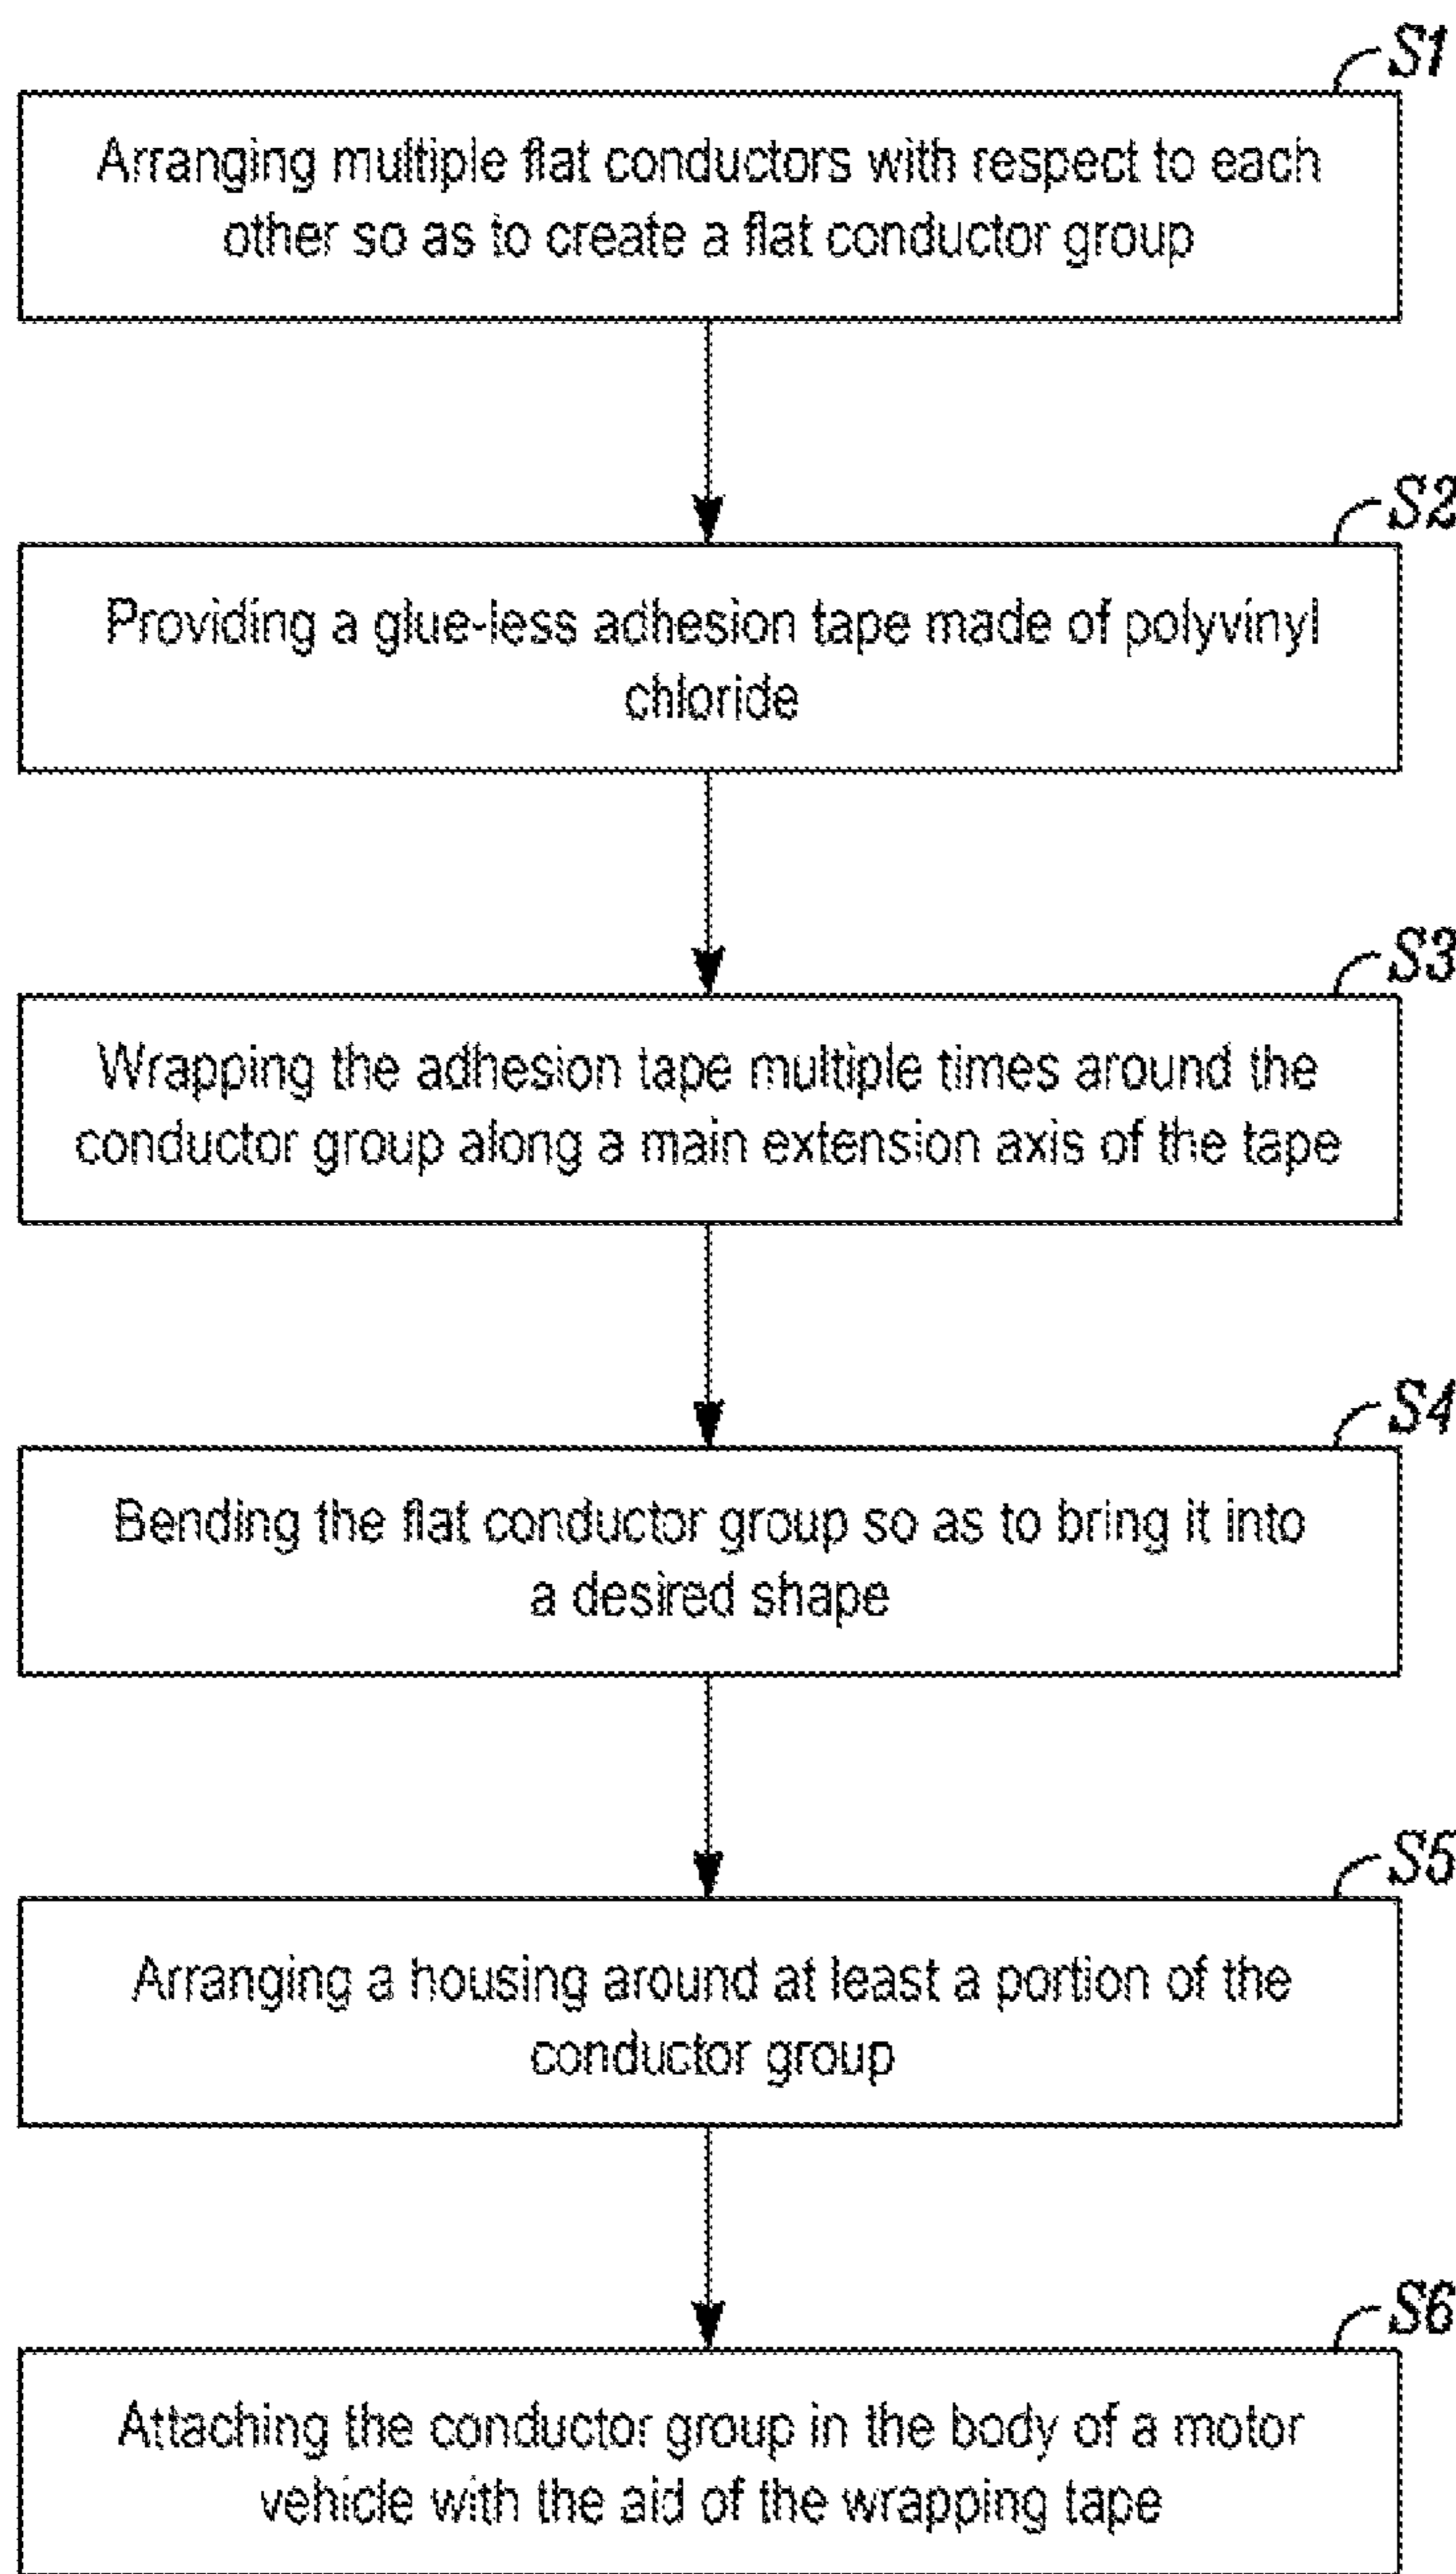 S1
Arranging multiple flat conductors with respect to each
other so as to create a flat conductor group
S2
Providing a glue-less adhesion tape made of polyvinyl
chloride
S3
Wrapping the adhesion tape multiple times around the
conductor group along a main extension axis of the tape
S4
Bending the flat conductor group so as to bring it into
a desired shape
S5
Arranging a housing around at least a portion of the
conductor group
S6
Attaching the conductor group in the body of a motor
vehicle with the aid of the wrapping tape